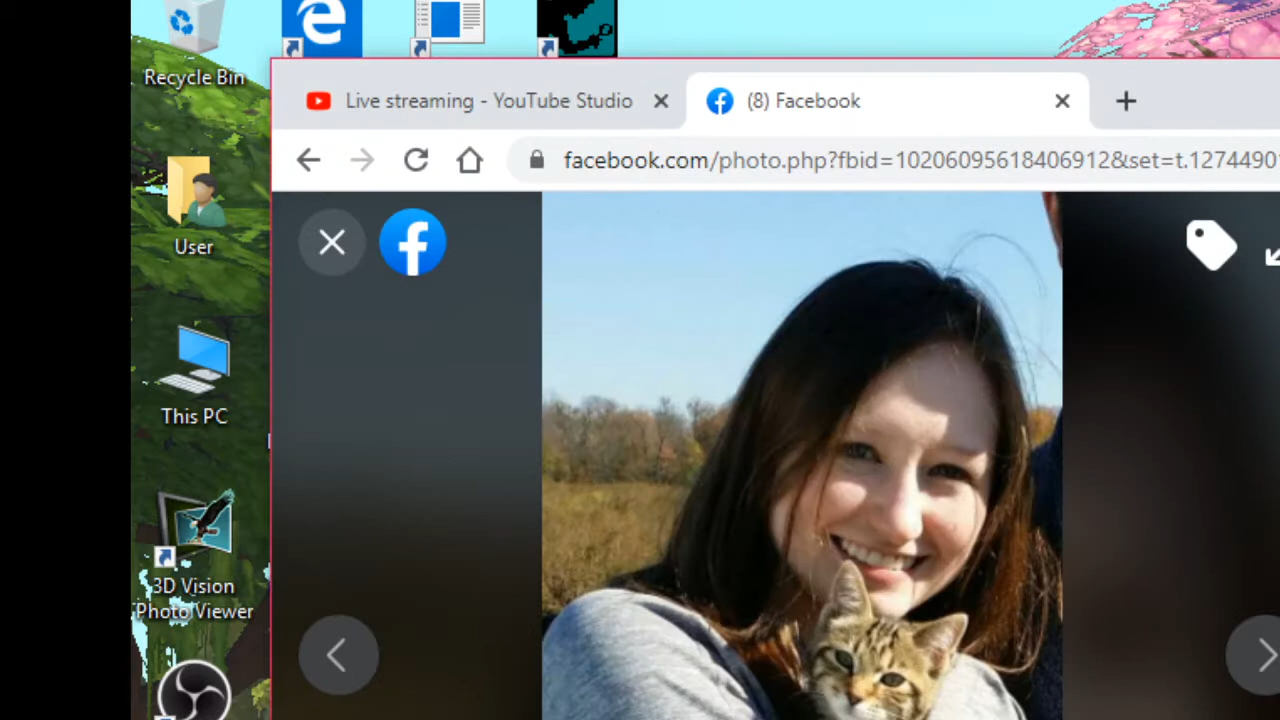 Recycle Bin
Live streaming - YouTube Studio
(8) Facebook
facebook.com/photo.php?fbid=10206095618406912&set=t.1274490
User
This PC
3D Vision
Photo Viewer